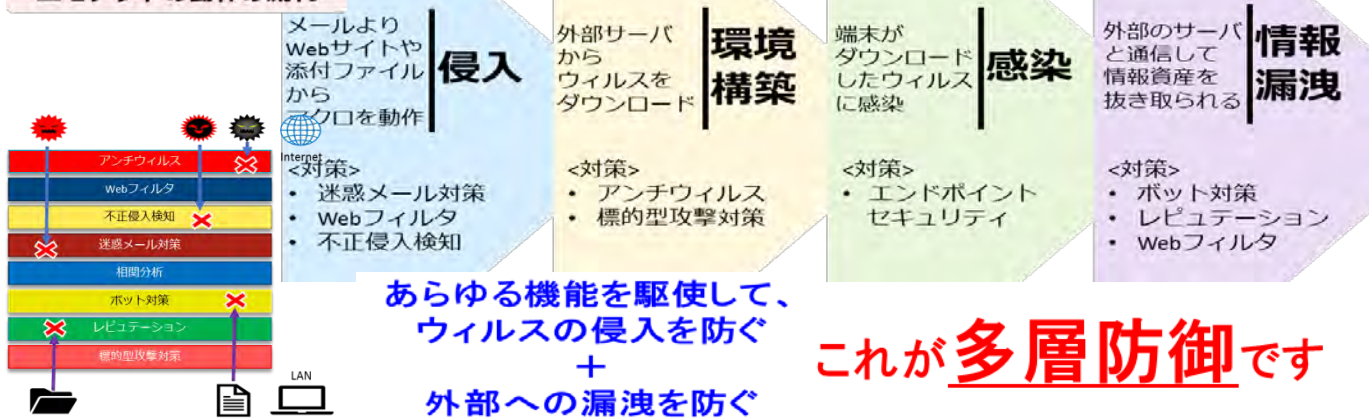 メールより
Webサイトや
添付ファイル
から
マクロを動作
侵入
<対策>
• 迷惑メール対策
• Webフィルタ
• 不正侵入検知
外部サーバ
から
ウィルスを
ダウンロード
環境
構築
<対策>
• アンチウィルス
• 標的型攻撃対策
端末が
ダウンロード
したウィルス
に感染
感染
<対策>
• エンドポイント
セキュリティ
外部のサーバ
と通信して
情報資産を
抜き取られる
情報
漏洩
<対策>
• ボット対策
• レピュテーション
• Webフィルタ
Internet
アンチウィルス
Webフィルタ
不正侵入検知
迷惑メール対策
相関分析
ボット対策
レピュテーション
標的型攻撃対策
LAN
あらゆる機能を駆使して、
ウィルスの侵入を防ぐ
＋
外部への漏洩を防ぐ
これが多層防御です